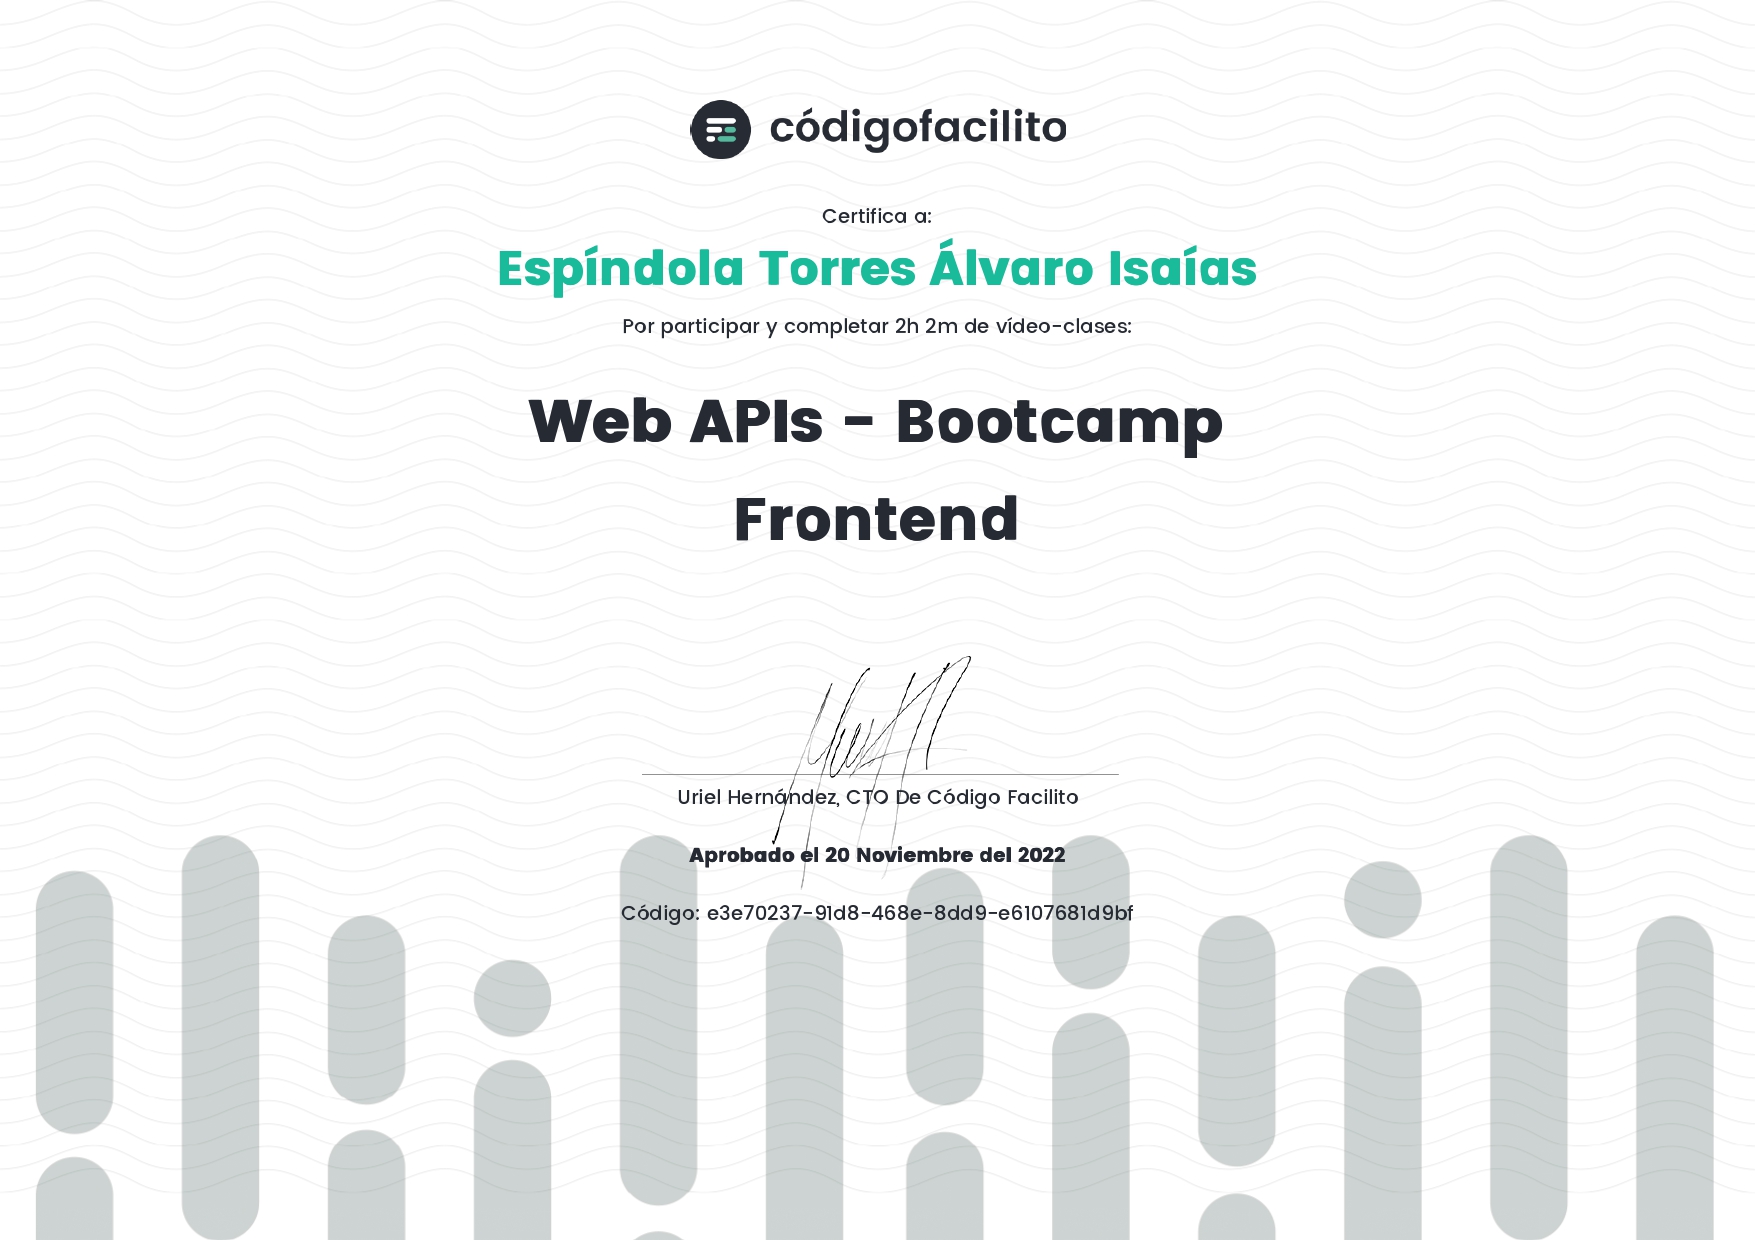 códigofacilito
Certifica a:
Espíndola Torres Álvaro Isaías
Por participar y completar 2h 2m de vídeo-clases:
Web APIs - Bootcamp
Frontend
Uriel Hernández, CTO De Código Facilito
Aprobado el 20 Noviembre del 2022
Código: e3e70237-91d8-468e-8dd9-e6107681d9bf